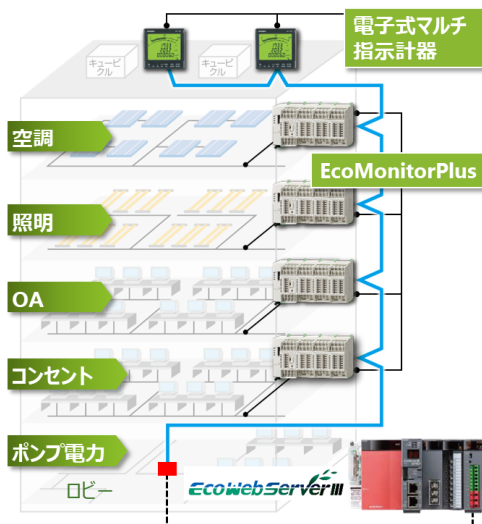 電子式マルチ
指示計器
キュービ
クル
キュービ
クル
空調
EcoMonitorPlus
照明
OA
コンセント
ポンプ電力
ロビー
EcoWebServerⅢ